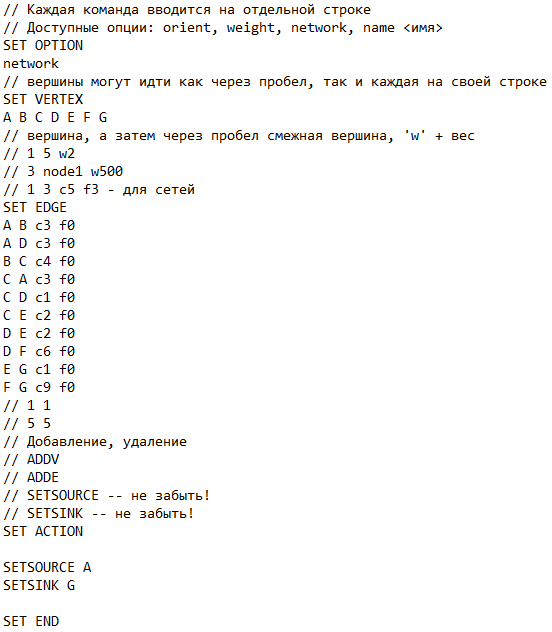 // Каждая команда вводится на отдельной строке
// Доступные опции: orient, weight, network, name <имя>
SET OPTION
network
// вершины могут идти как через пробел, так и каждая на своей строке
SET VERTEX
A B C D E F G
// вершина, а затем через пробел смежная вершина, 'w' + вес
// 1 5 w2
// 3 node1 w500
// 1 3 c5 f3 - для сетей
SET EDGE
A B c3 f0
A D c3 f0
B C c4 f0
C A c3 f0
C D c1 f0
C E c2 f0
D E c2 f0
D F c6 f0
E G c1 f0
F G c9 f0
// 1 1
// 5 5
// Добавление, удаление
// ADDV
// ADDE
// SETSOURCE -- не забыть!
// SETSINK -- не забыть!
SET ACTION
SETSOURCE A
SETSINK G
SET END